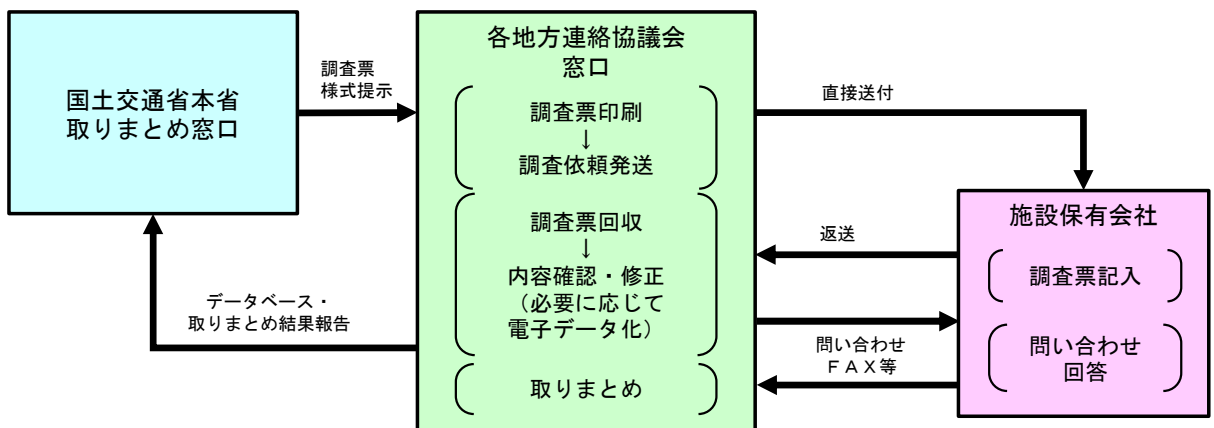 国土交通省本省
取りまとめ窓口
調査票
様式提示
各地方連絡協議会
窓口
調査票印刷
↓
調査依頼発送
調査票回収
↓
内容確認・修正
（必要に応じて
電子データ化）
取りまとめ
直接送付
返送
問い合わせ
ＦＡＸ等
施設保有会社
調査票記入
問い合わせ
回答
データベース・
取りまとめ結果報告